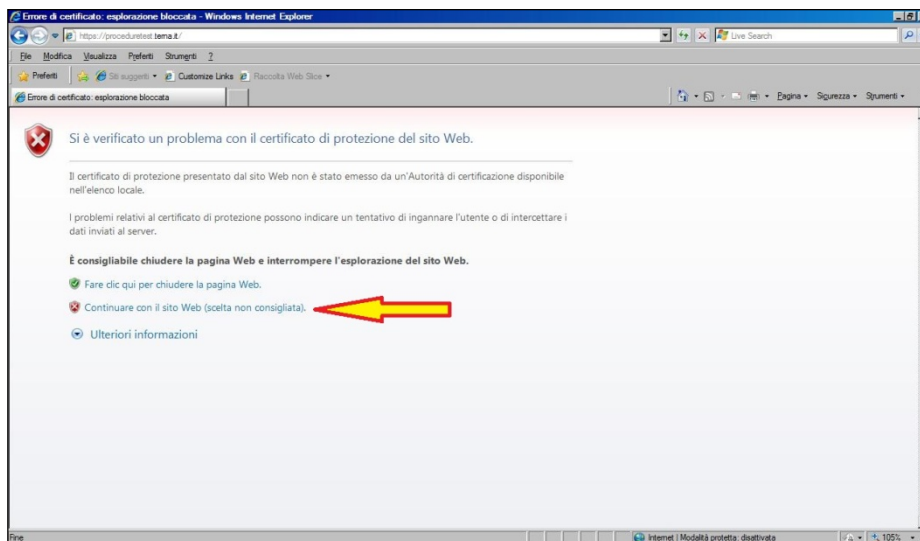 Errore di certificato: esplorazione bloccata - Windows Internet Explorer
https://proceduretest.terna.it/
Live Search
File Modifica Visualizza Preferiti Strumenti ?
Preferiti Siti suggeriti Customize Links Raccolta Web Slice
Errore di certificato: esplorazione bloccata
Pagina Sicurezza Strumenti
Si è verificato un problema con il certificato di protezione del sito Web.
Il certificato di protezione presentato dal sito Web non è stato emesso da un'Autorità di certificazione disponibile
nell'elenco locale.
I problemi relativi al certificato di protezione possono indicare un tentativo di ingannare l'utente o di intercettare i
dati inviati al server.
È consigliabile chiudere la pagina Web e interrompere l'esplorazione del sito Web.
Fare clic qui per chiudere la pagina Web.
Continuare con il sito Web (scelta non consigliata).
Ulteriori informazioni
Fine
Internet | Modalità protetta: disattivata
105%